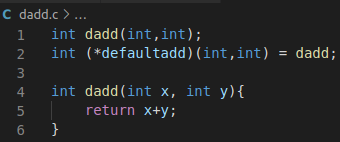 C dadd.c > ...
1 int dadd(int,int);
2 int (*defaultadd)(int,int) = dadd;
3
4 int dadd(int x, int y){
5     return x+y;
6 }